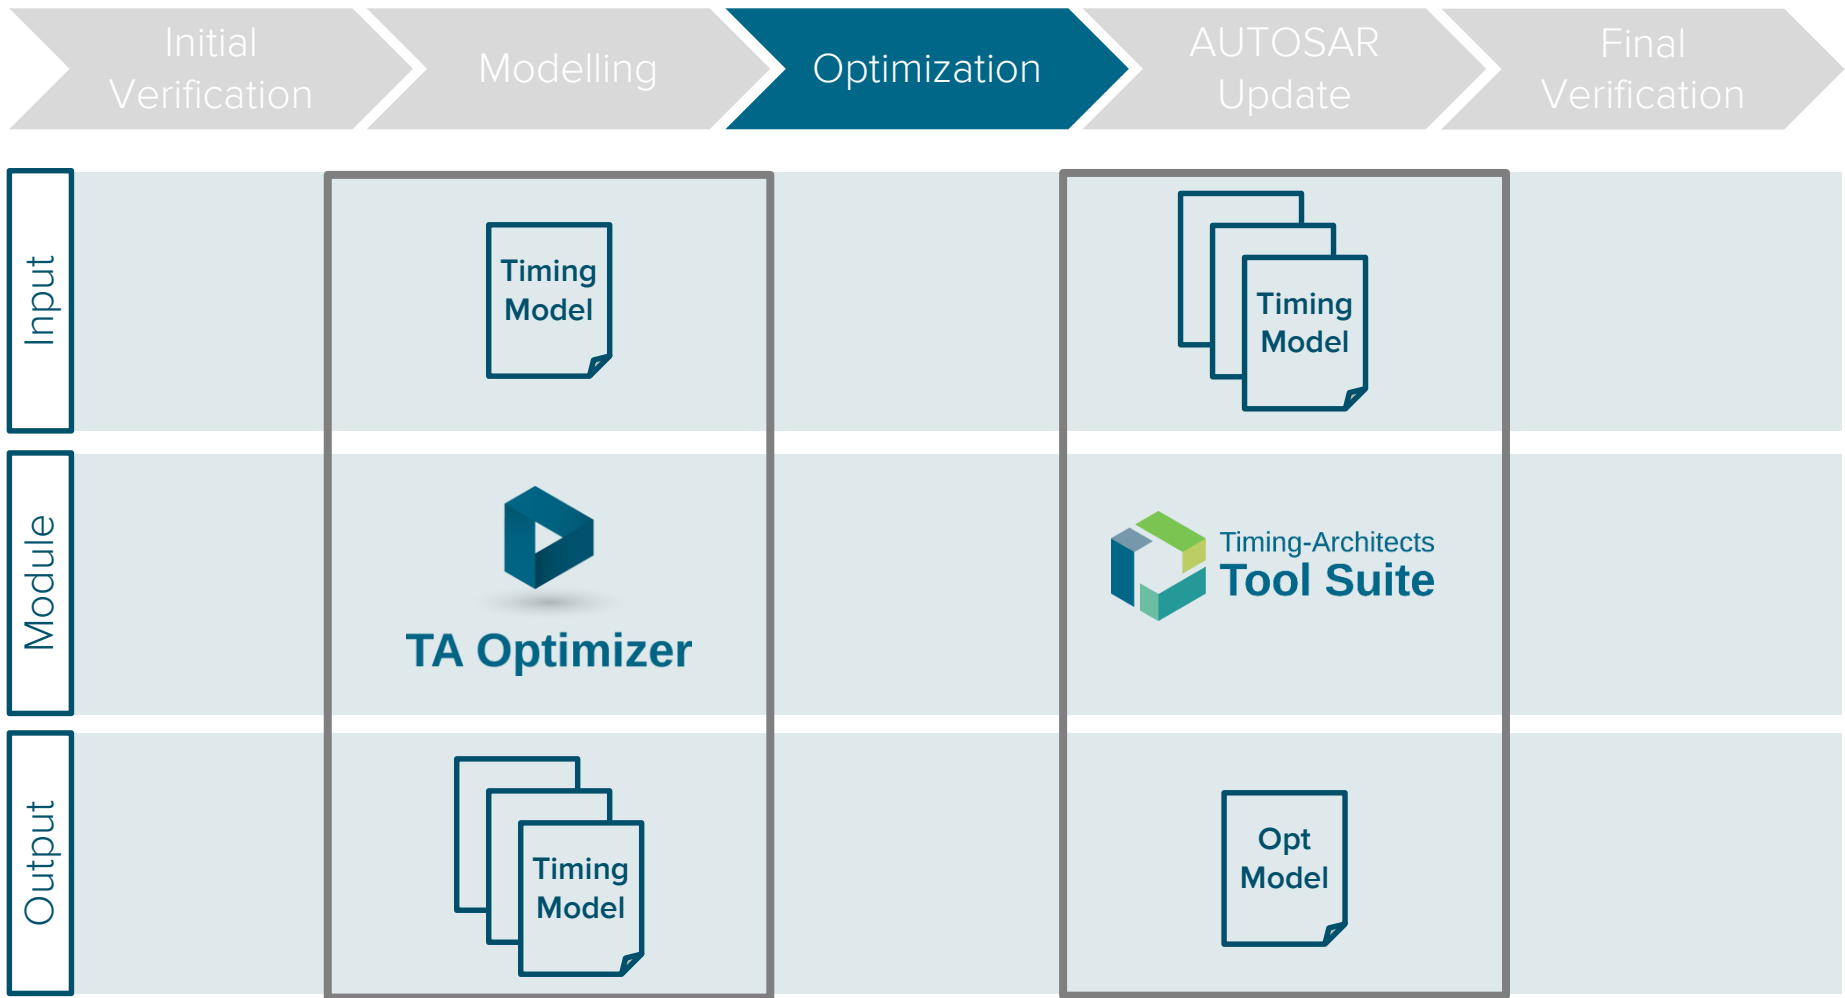 Initial
Verification
Modelling
Optimization
AUTOSAR
Update
Final
Verification
Input
Timing
Model
Timing
Model
Module
TA Optimizer
Timing-Architects
Tool Suite
Output
Timing
Model
Opt
Model